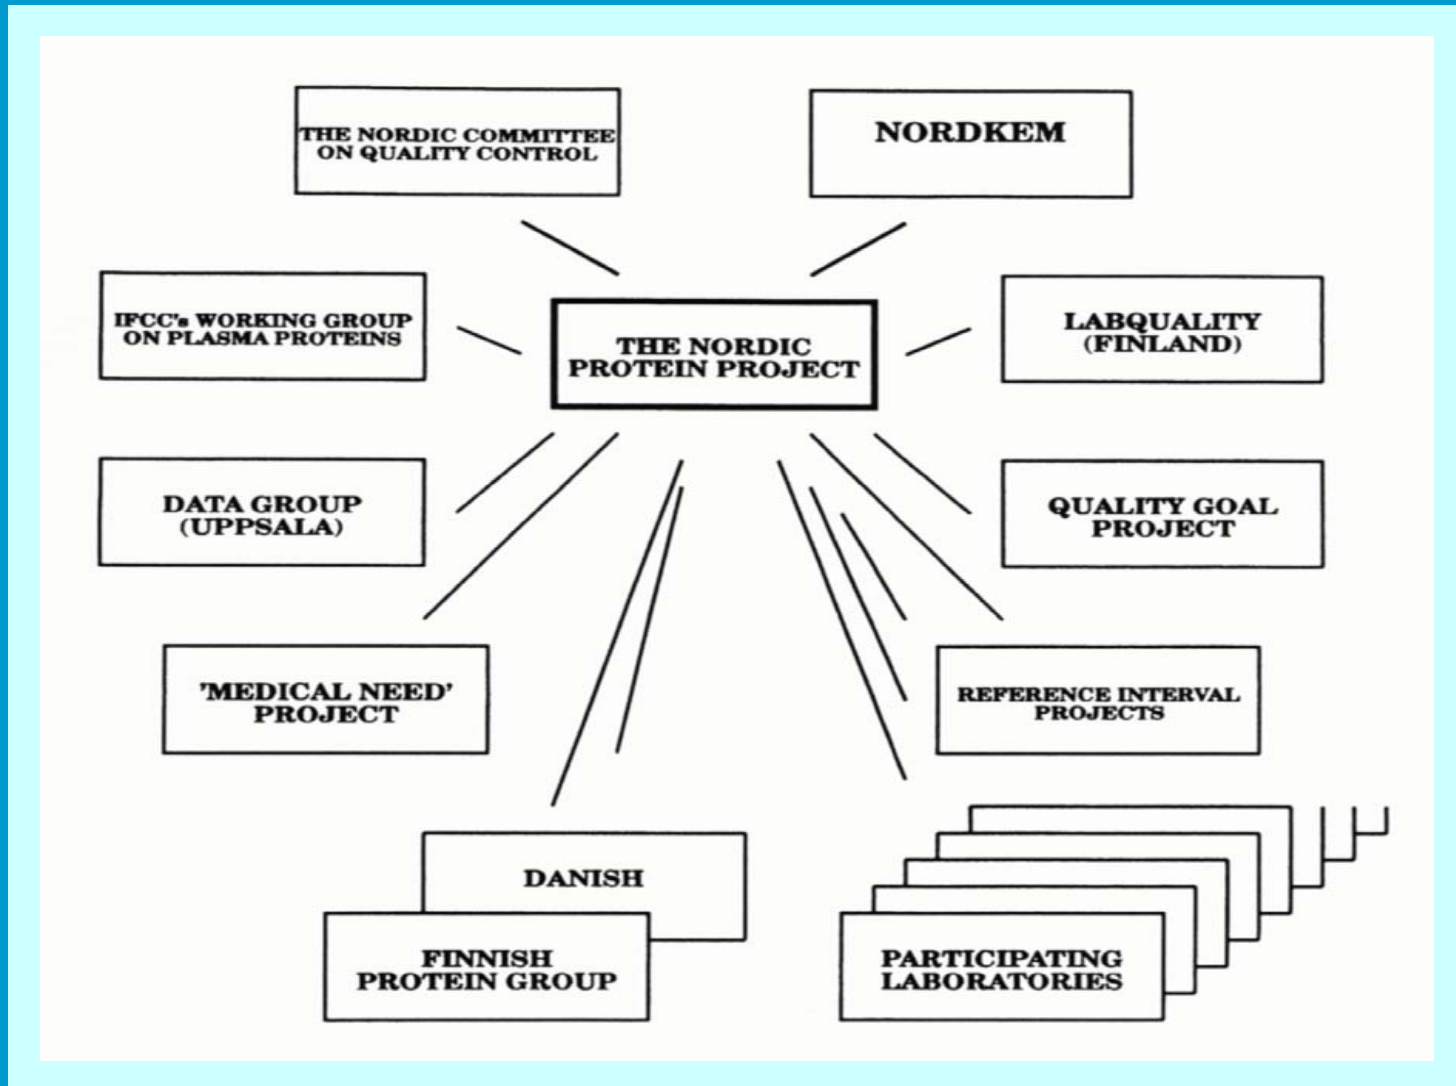 THE NORDIC COMMITTEE
ON QUALITY CONTROL
NORDKEM
IFCC's WORKING GROUP
ON PLASMA PROTEINS
THE NORDIC
PROTEIN PROJECT
LABQUALITY
(FINLAND)
DATA GROUP
(UPPSALA)
QUALITY GOAL
PROJECT
'MEDICAL NEED'
PROJECT
REFERENCE INTERVAL
PROJECTS
DANISH
FINNISH
PROTEIN GROUP
PARTICIPATING
LABORATORIES